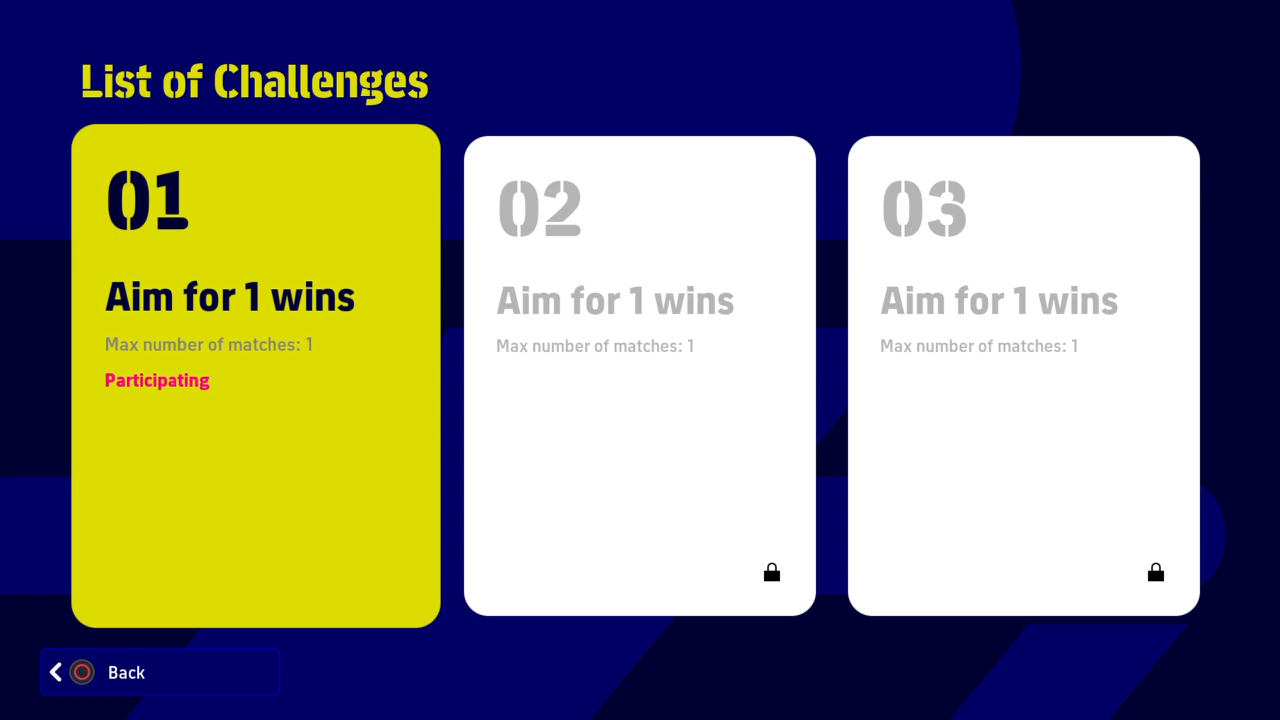 List of Challenges
01
Aim for 1 wins
Max number of matches: 1
Participating
02
Aim for 1 wins
Max number of matches: 1
03
Aim for 1 wins
Max number of matches: 1
Back